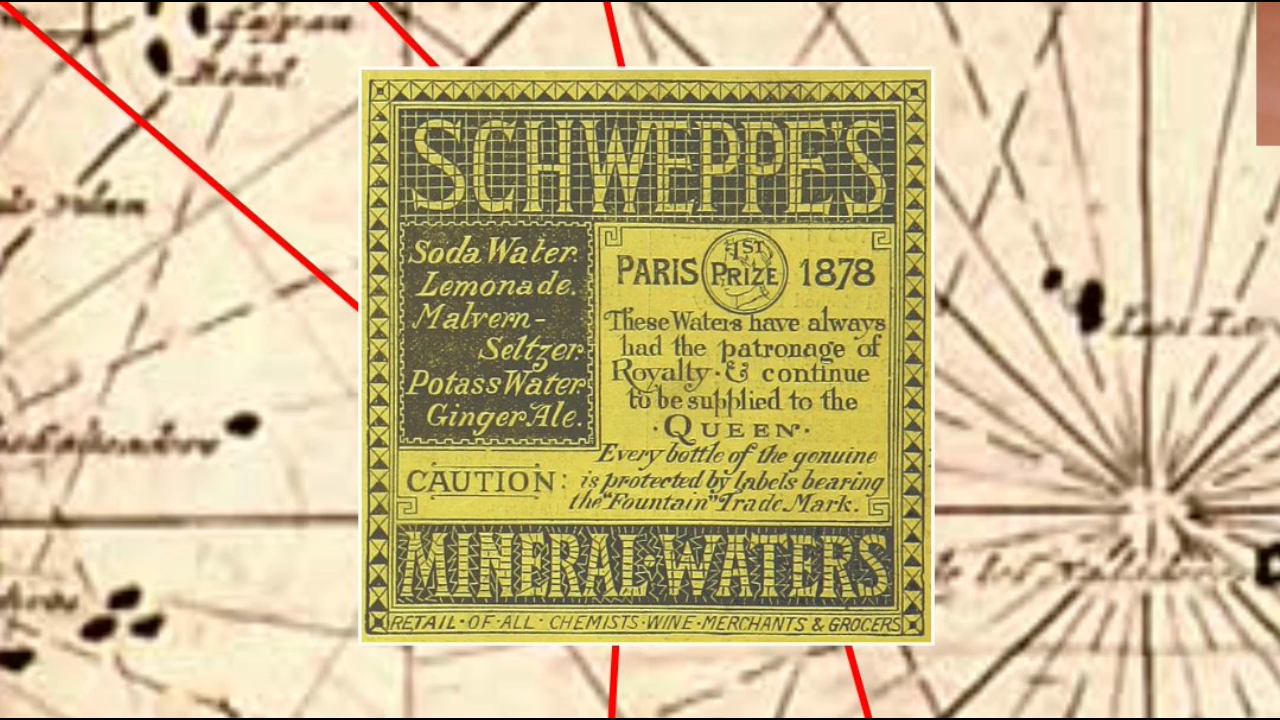 SCHWEPPE'S
Soda Water.
Lemonade.
Malvern-
Seltzer.
Potass Water.
Ginger Ale.
PARIS 1ST PRIZE 1878
These Waters have always
had the patronage of
Royalty & continue
to be supplied to the
·QUEEN·
Every bottle of the genuine
CAUTION: is protected by labels bearing
the "Fountain" Trade Mark.
MINERAL·WATERS
RETAIL·OF·ALL·CHEMISTS·WINE·MERCHANTS & GROCERS